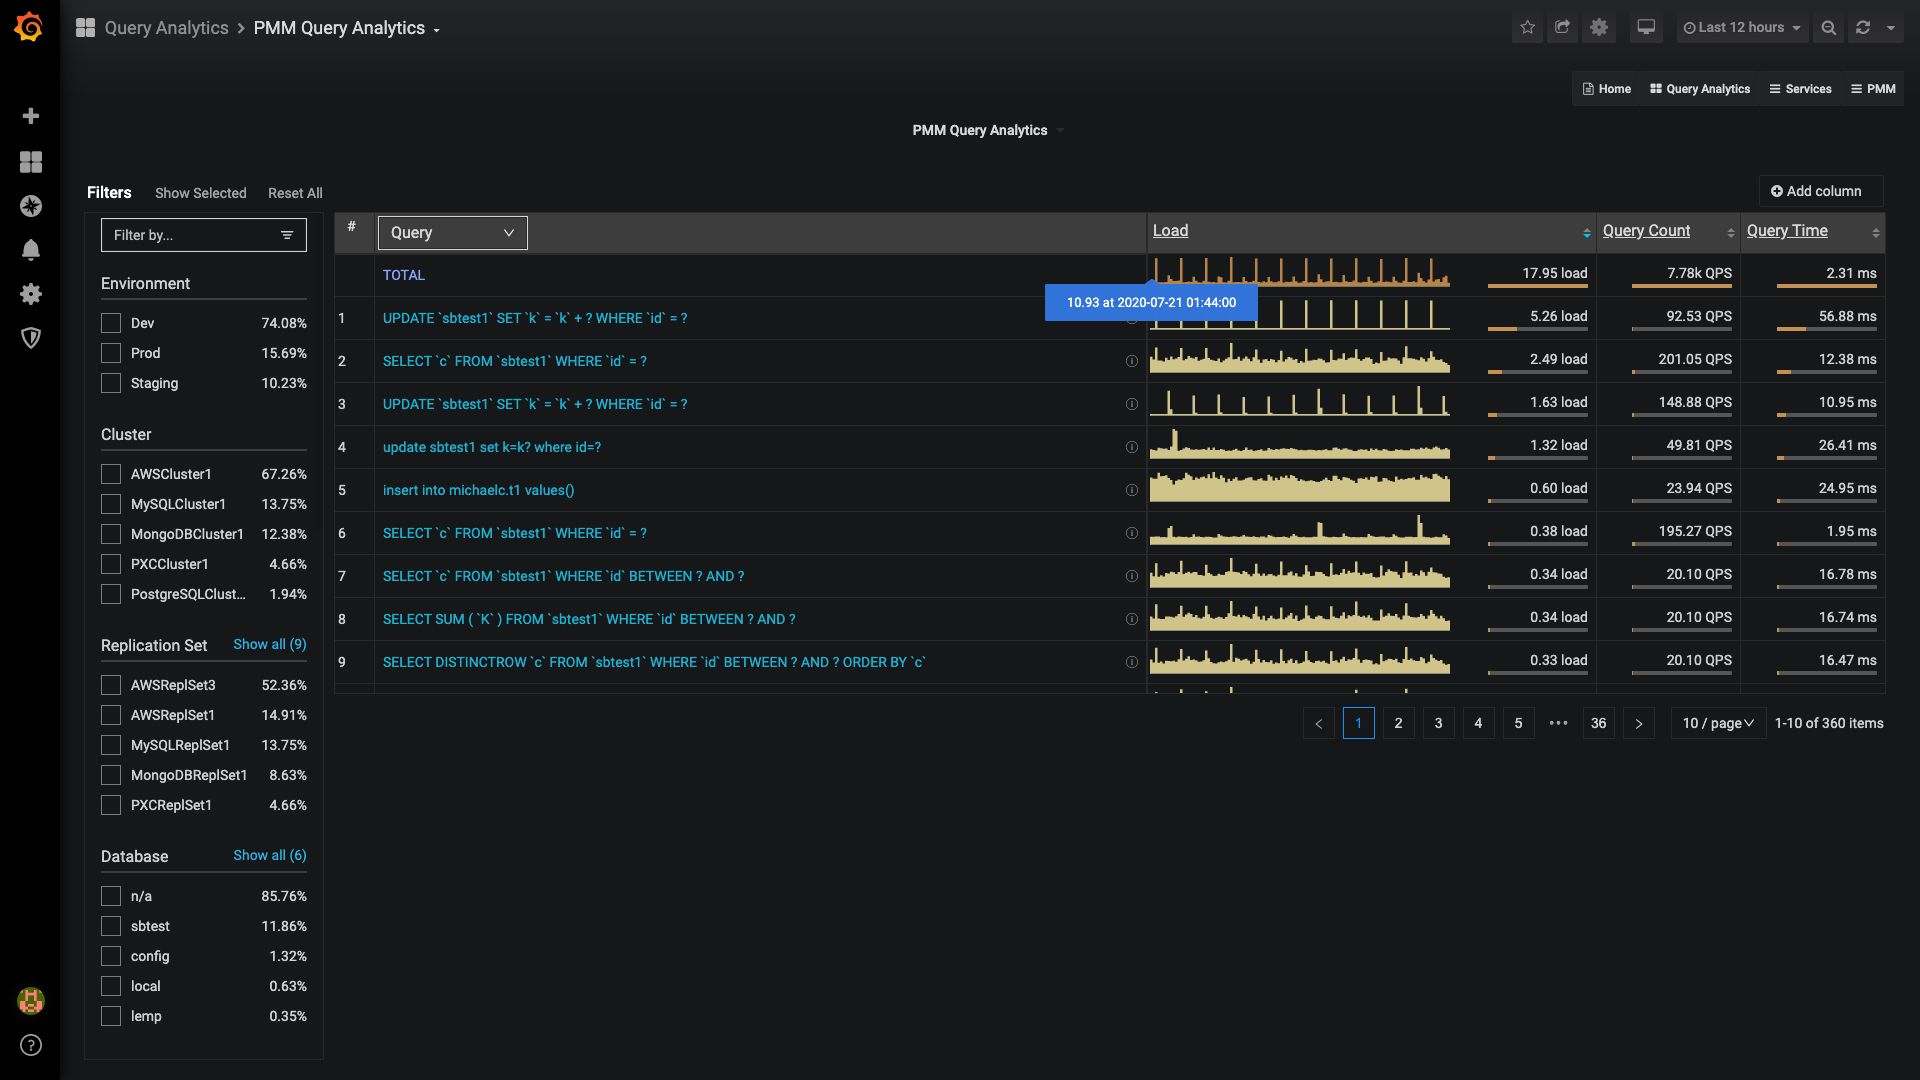 Query Analytics > PMM Query Analytics
Last 12 hours
Home Query Analytics Services PMM
PMM Query Analytics
Filters Show Selected Reset All
Add column
Filter by...
Environment
Dev 74.08%
Prod 15.69%
Staging 10.23%
Cluster
AWSCluster1 67.26%
MySQLCluster1 13.75%
MongoDBCluster1 12.38%
PXCCluster1 4.66%
PostgreSQLClust... 1.94%
Replication Set Show all (9)
AWSReplSet3 52.36%
AWSReplSet1 14.91%
MySQLReplSet1 13.75%
MongoDBReplSet1 8.63%
PXCReplSet1 4.66%
Database Show all (6)
n/a 85.76%
sbtest 11.86%
config 1.32%
local 0.63%
lemp 0.35%
# Query Load Query Count Query Time
TOTAL 17.95 load 7.78k QPS 2.31 ms
10.93 at 2020-07-21 01:44:00
1 UPDATE `sbtest1` SET `k` = `k` + ? WHERE `id` = ? 5.26 load 92.53 QPS 56.88 ms
2 SELECT `c` FROM `sbtest1` WHERE `id` = ? 2.49 load 201.05 QPS 12.38 ms
3 UPDATE `sbtest1` SET `k` = `k` + ? WHERE `id` = ? 1.63 load 148.88 QPS 10.95 ms
4 update sbtest1 set k=k? where id=? 1.32 load 49.81 QPS 26.41 ms
5 insert into michaelc.t1 values() 0.60 load 23.94 QPS 24.95 ms
6 SELECT `c` FROM `sbtest1` WHERE `id` = ? 0.38 load 195.27 QPS 1.95 ms
7 SELECT `c` FROM `sbtest1` WHERE `id` BETWEEN ? AND ? 0.34 load 20.10 QPS 16.78 ms
8 SELECT SUM ( `K` ) FROM `sbtest1` WHERE `id` BETWEEN ? AND ? 0.34 load 20.10 QPS 16.74 ms
9 SELECT DISTINCTROW `c` FROM `sbtest1` WHERE `id` BETWEEN ? AND ? ORDER BY `c` 0.33 load 20.10 QPS 16.47 ms
< 1 2 3 4 5 ••• 36 > 10 / page 1-10 of 360 items